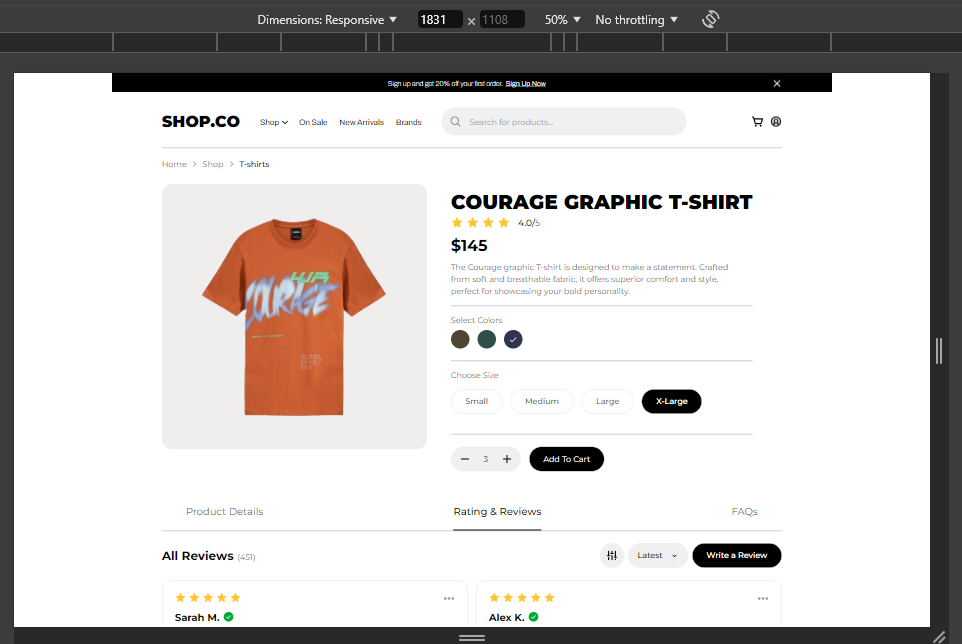 Dimensions: Responsive 1831 × 1108 50% No throttling
Sign up and get 20% off your first order. Sign Up Now
SHOP.CO Shop On Sale New Arrivals Brands Search for products...
Home > Shop > T-shirts
COURAGE GRAPHIC T-SHIRT
4.0/5
$145
The Courage graphic T-shirt is designed to make a statement. Crafted
from soft and breathable fabric, it offers superior comfort and style,
perfect for showcasing your bold personality.
COURAGE
Select Colors
Choose Size
Small Medium Large X-Large
3 Add To Cart
Product Details Rating & Reviews FAQs
All Reviews (451) Latest Write a Review
Sarah M. Alex K.